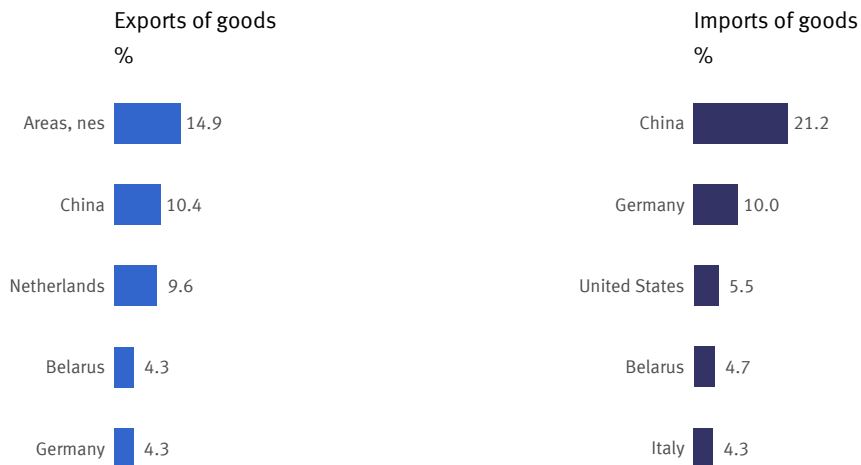 Exports of goods
%
Areas, nes 14.9
China 10.4
Netherlands 9.6
Belarus 4.3
Germany 4.3
Imports of goods
%
China 21.2
Germany 10.0
United States 5.5
Belarus 4.7
Italy 4.3